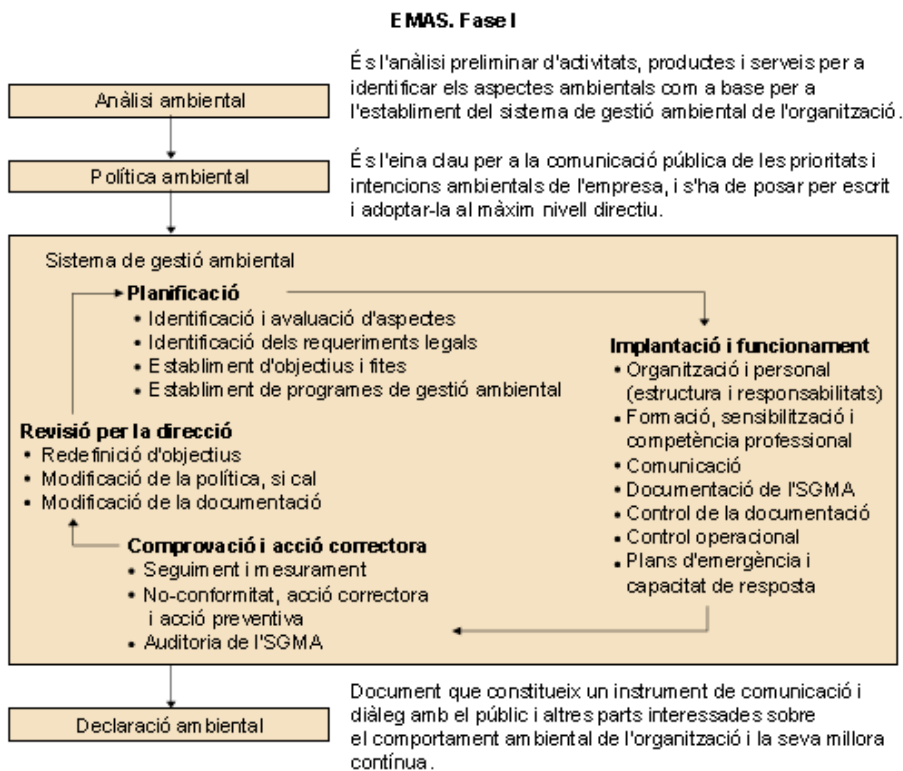 EMAS. Fase I
És l'anàlisi preliminar d'activitats, productes i serveis per a
identificar els aspectes ambientals com a base per a
l'establiment del sistema de gestió ambiental de l'organització.
Anàlisi ambiental
És l'eina clau per a la comunicació pública de les prioritats i
intencions ambientals de l'empresa, i s'ha de posar per escrit
i adoptar-la al màxim nivell directiu.
Política ambiental
Sistema de gestió ambiental
Planificació
• Identificació i avaluació d'aspectes
• Identificació dels requeriments legals
• Establiment d'objectius i fites
• Establiment de programes de gestió ambiental
Implantació i funcionament
• Organització i personal
(estructura i responsabilitats)
• Formació, sensibilització i
competència professional
• Comunicació
• Documentació de l'SGMA
• Control de la documentació
• Control operacional
• Plans d'emergència i
capacitat de resposta
Revisió per la direcció
• Redefinició d'objectius
• Modificació de la política, si cal
• Modificació de la documentació
Comprovació i acció correctora
• Seguiment i mesurament
• No-conformitat, acció correctora
i acció preventiva
• Auditoria de l'SGMA
Declaració ambiental
Document que constitueix un instrument de comunicació i
diàleg amb el públic i altres parts interessades sobre
el comportament ambiental de l'organització i la seva millora
contínua.